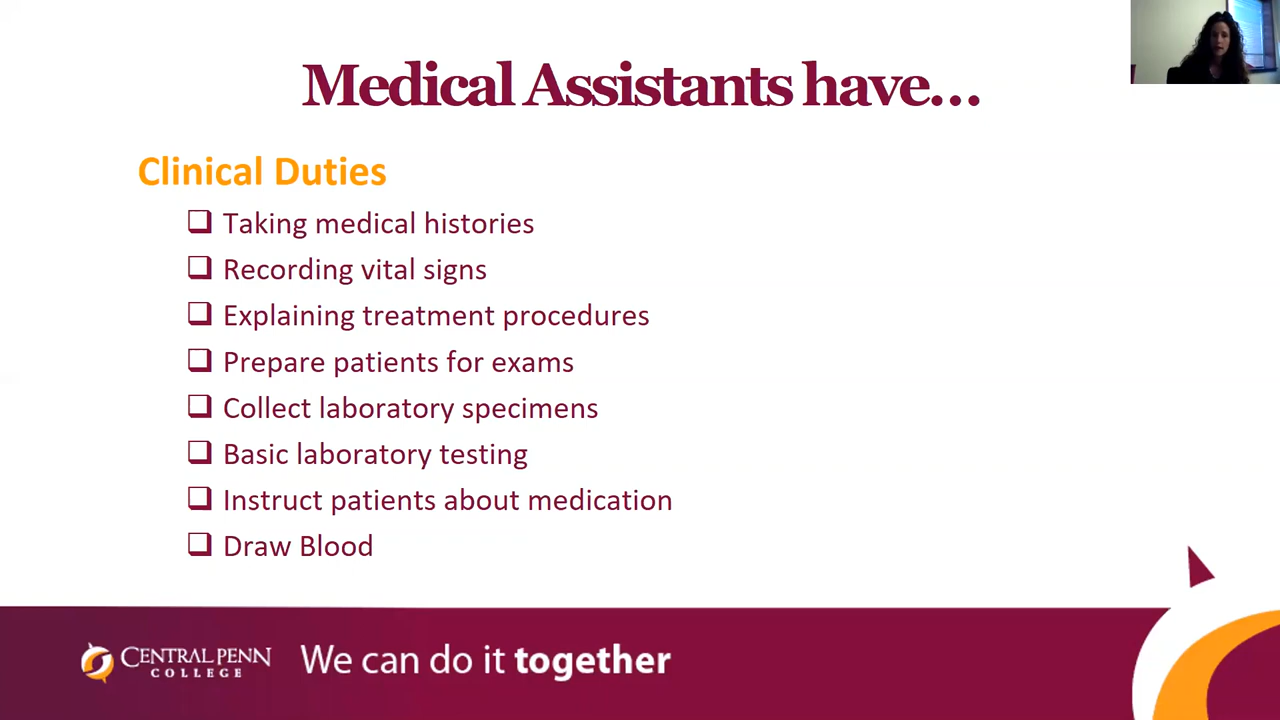 Medical Assistants have...
Clinical Duties
Taking medical histories
Recording vital signs
Explaining treatment procedures
Prepare patients for exams
Collect laboratory specimens
Basic laboratory testing
Instruct patients about medication
Draw Blood
CENTRAL PENN
COLLEGE
We can do it together